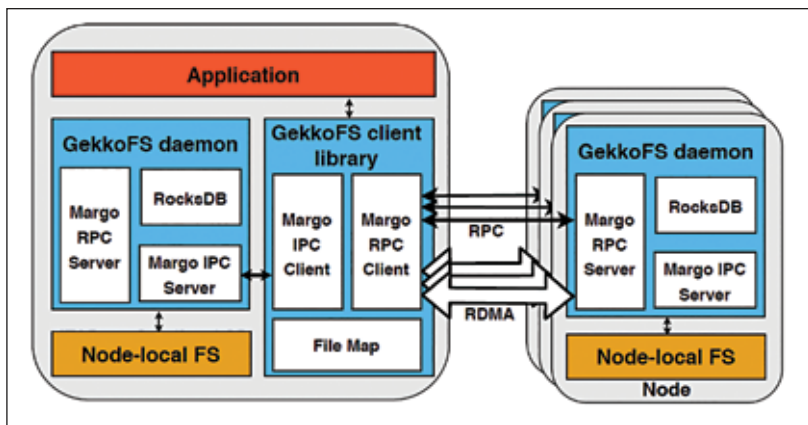 Application
GekkoFS daemon
Margo
RPC
Server
RocksDB
Margo IPC
Server
Node-local FS
GekkoFS client
library
Margo
IPC
Client
Margo
RPC
Client
File Map
RPC
RDMA
GekkoFS daemon
Margo
RPC
Server
RocksDB
Margo IPC
Server
Node-local FS
Node